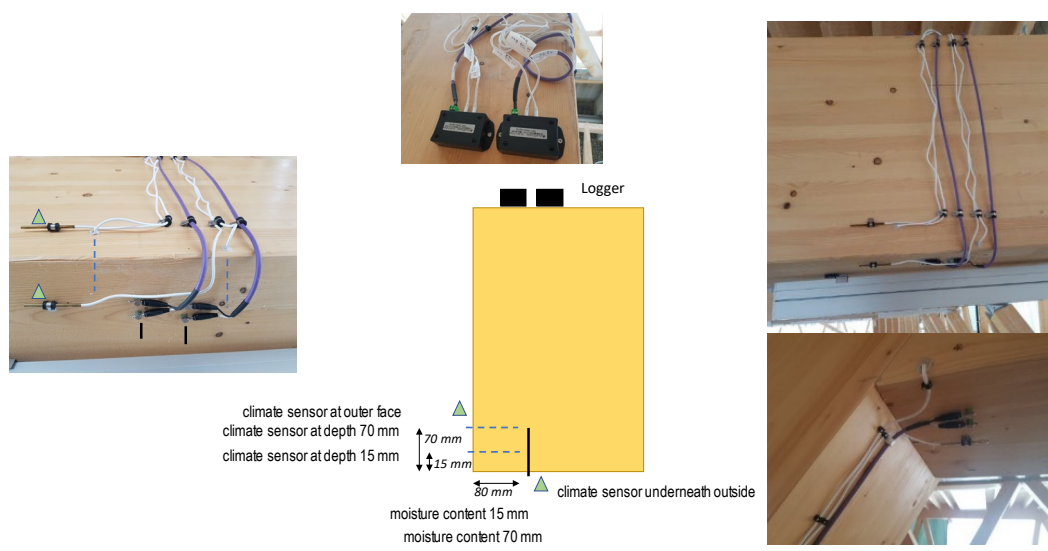 Logger
climate sensor at outer face
climate sensor at depth 70 mm
70 mm
climate sensor at depth 15 mm
15 mm
80 mm
climate sensor underneath outside
moisture content 15 mm
moisture content 70 mm